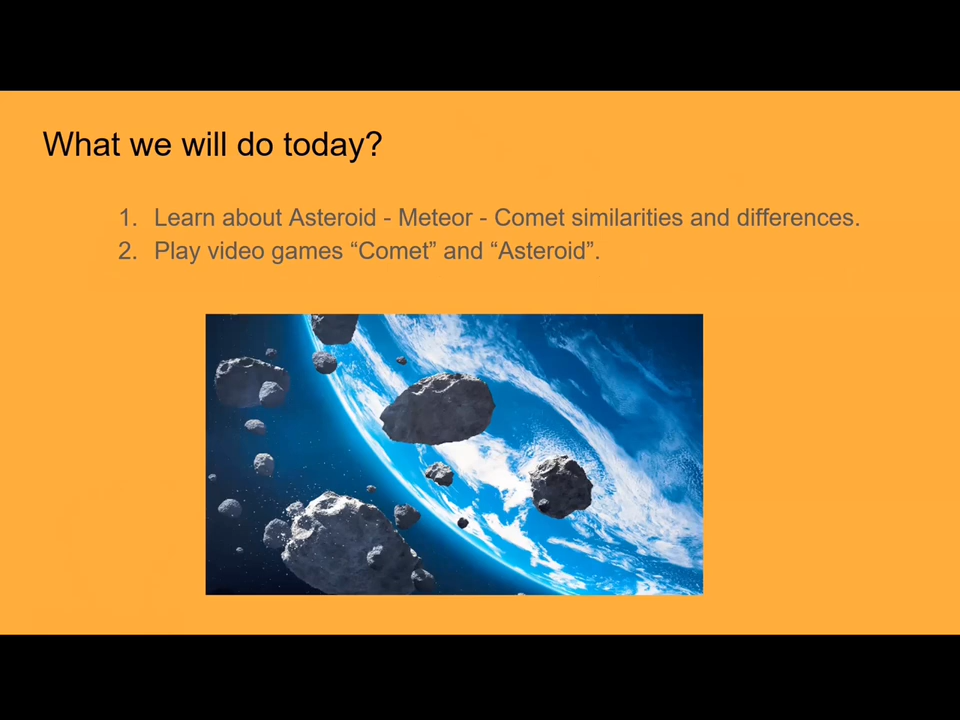 What we will do today?
1. Learn about Asteroid - Meteor - Comet similarities and differences.
2. Play video games “Comet” and “Asteroid”.